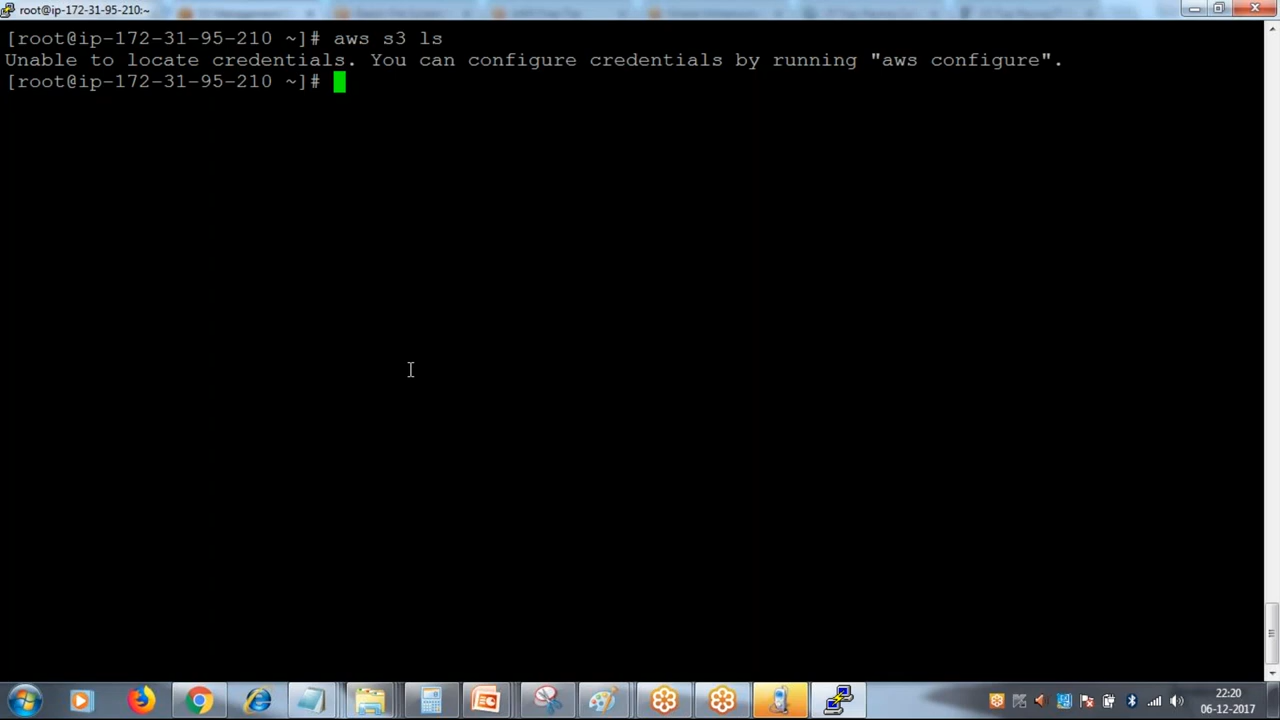 root@ip-172-31-95-210:~
[root@ip-172-31-95-210 ~]# aws s3 ls
Unable to locate credentials. You can configure credentials by running "aws configure".
[root@ip-172-31-95-210 ~]#
22:20
06-12-2017